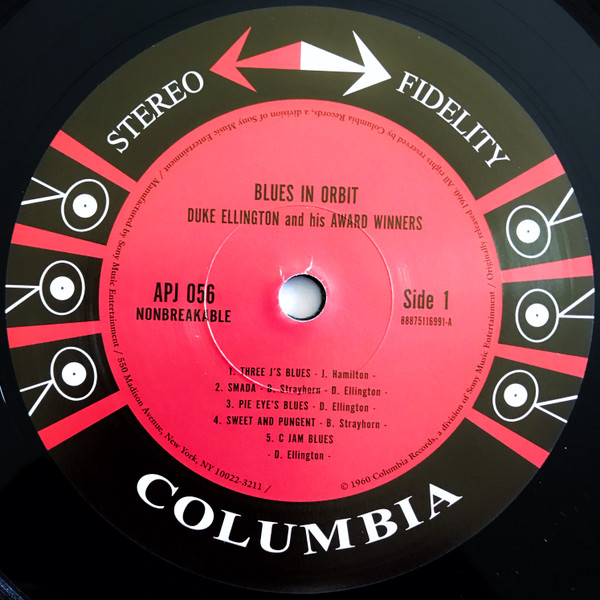 STEREO FIDELITY
BLUES IN ORBIT
DUKE ELLINGTON and his AWARD WINNERS
APJ 056
NONBREAKABLE
Side 1
88875116991-A
1. THREE J'S BLUES - J. Hamilton -
2. SMADA - B. Strayhorn - D. Ellington -
3. PIE EYE'S BLUES - D. Ellington -
4. SWEET AND PUNGENT - B. Strayhorn -
5. C JAM BLUES
- D. Ellington -
© 1960 Columbia Records, a division of Sony Music Entertainment / Originally released 1960. All rights reserved by Columbia Records, a division of Sony Music Entertainment / Manufactured by Sony Music Entertainment / 550 Madison Avenue, New York, NY 10022-3211 /
COLUMBIA